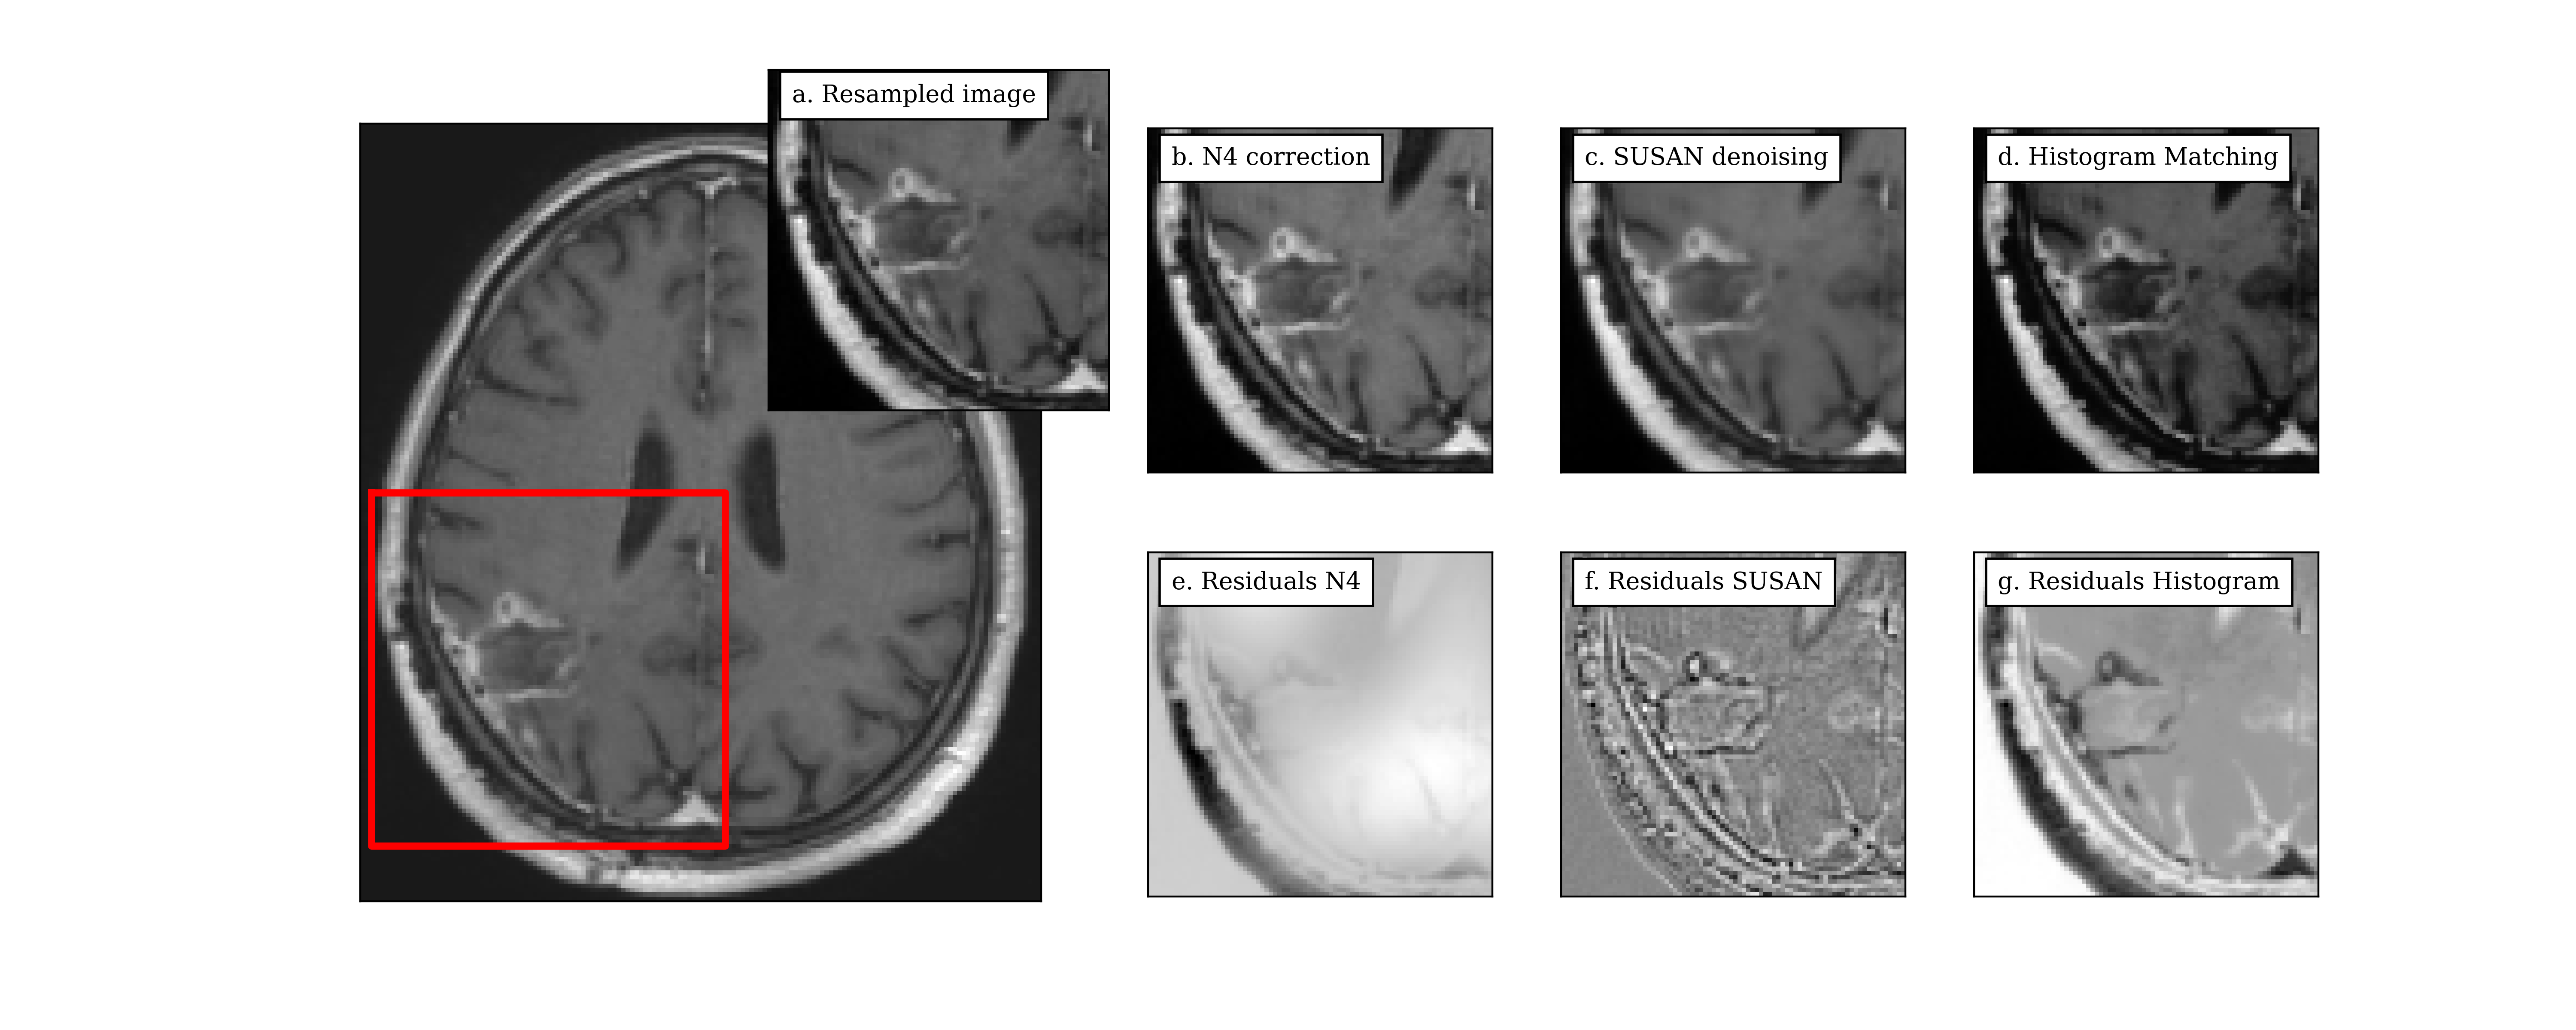 a. Resampled image
b. N4 correction
c. SUSAN denoising
d. Histogram Matching
e. Residuals N4
f. Residuals SUSAN
g. Residuals Histogram